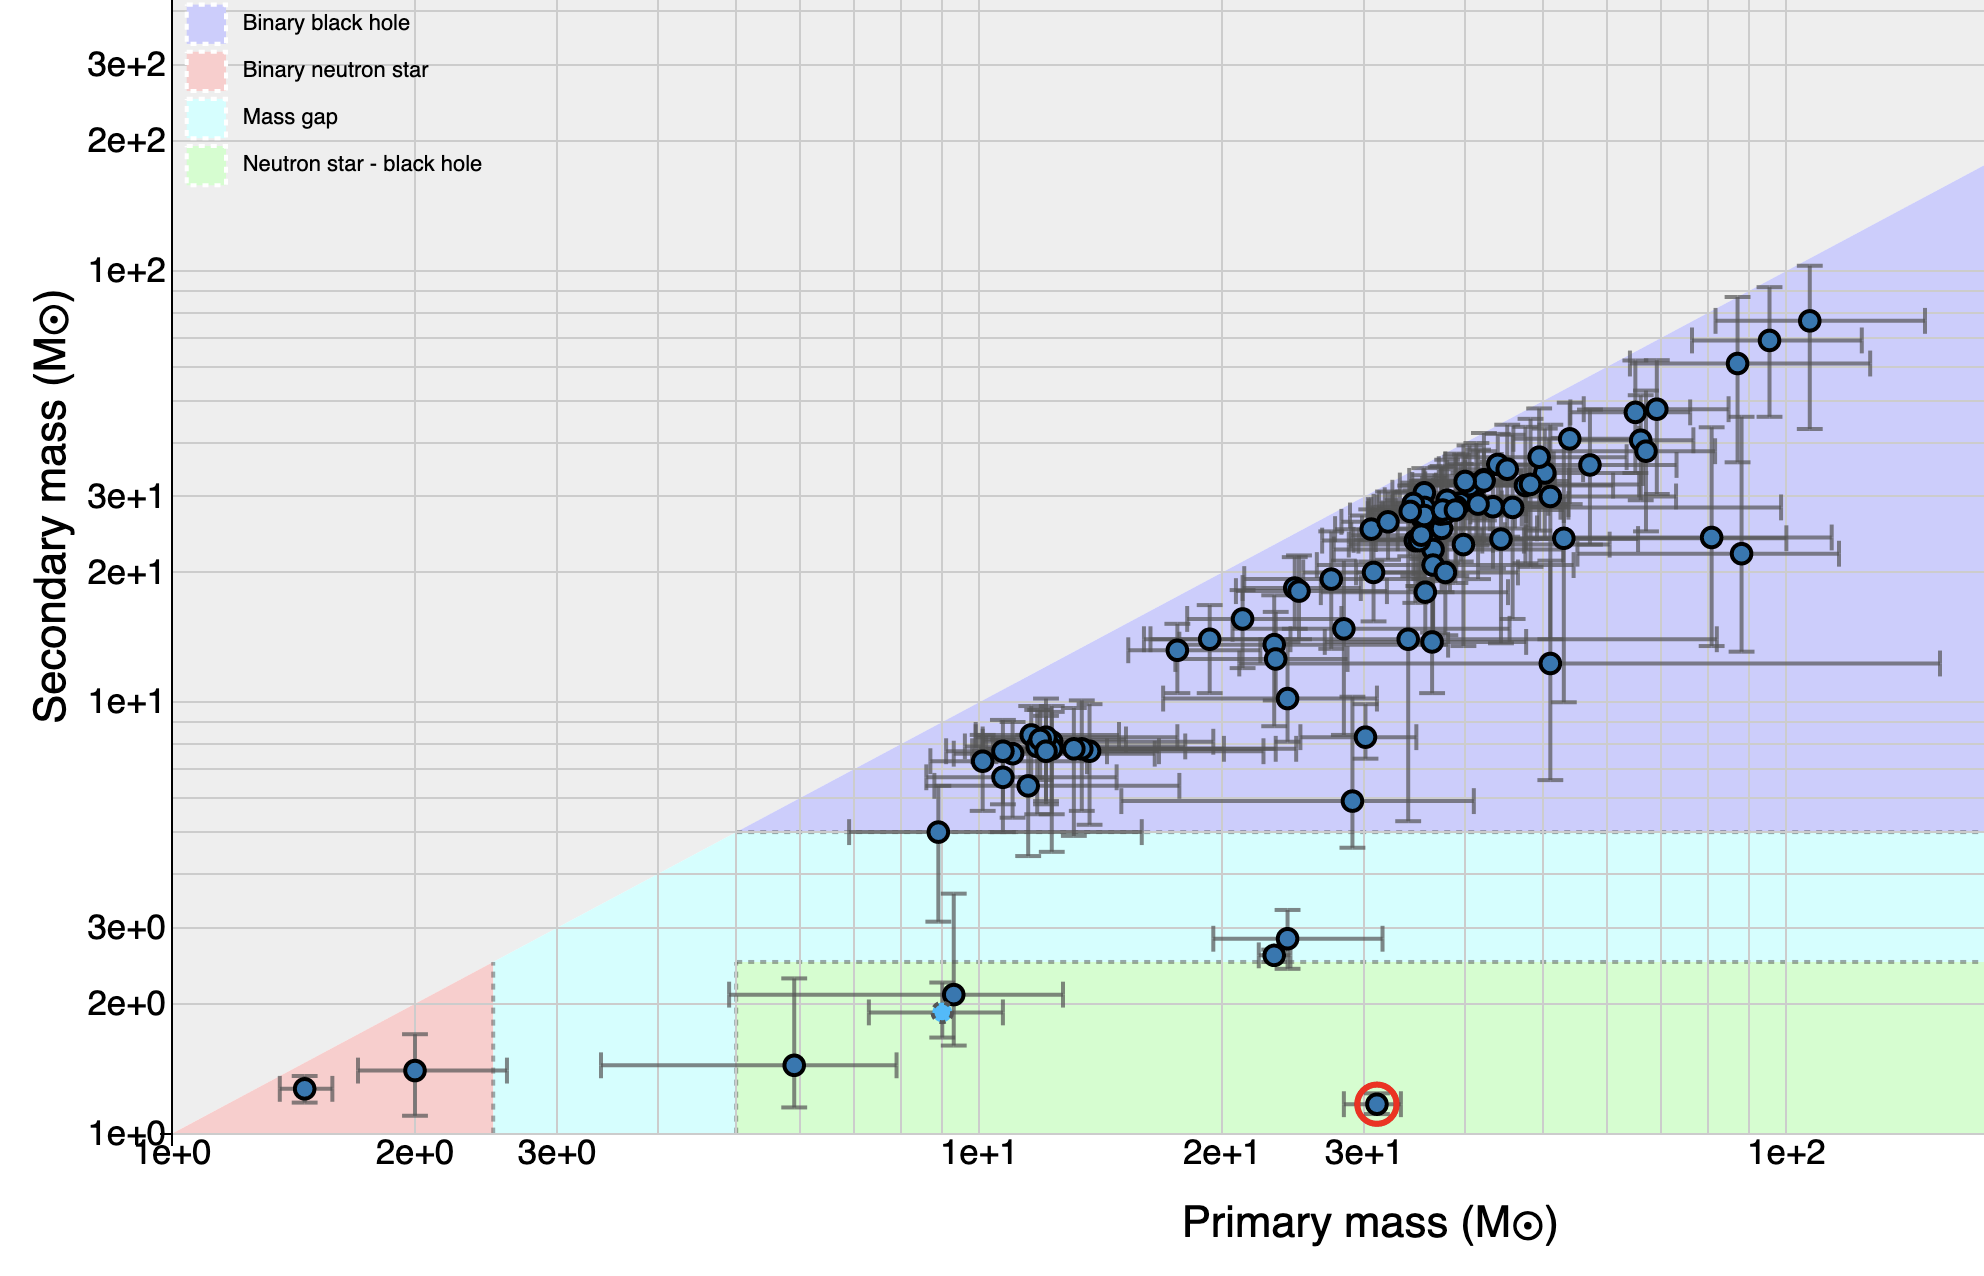 Binary black hole
Binary neutron star
Mass gap
Neutron star - black hole
3e+2
2e+2
1e+2
3e+1
2e+1
1e+1
3e+0
2e+0
1e+0
Secondary mass (M⊙)
1e+0 2e+0 3e+0 1e+1 2e+1 3e+1 1e+2
Primary mass (M⊙)